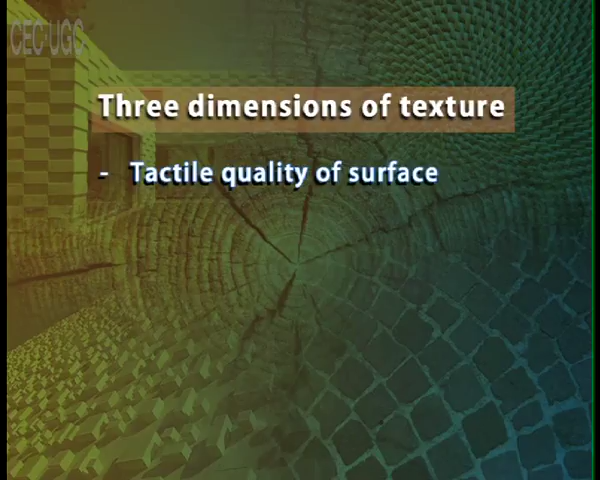 CEC-UGC
Three dimensions of texture
- Tactile quality of surface